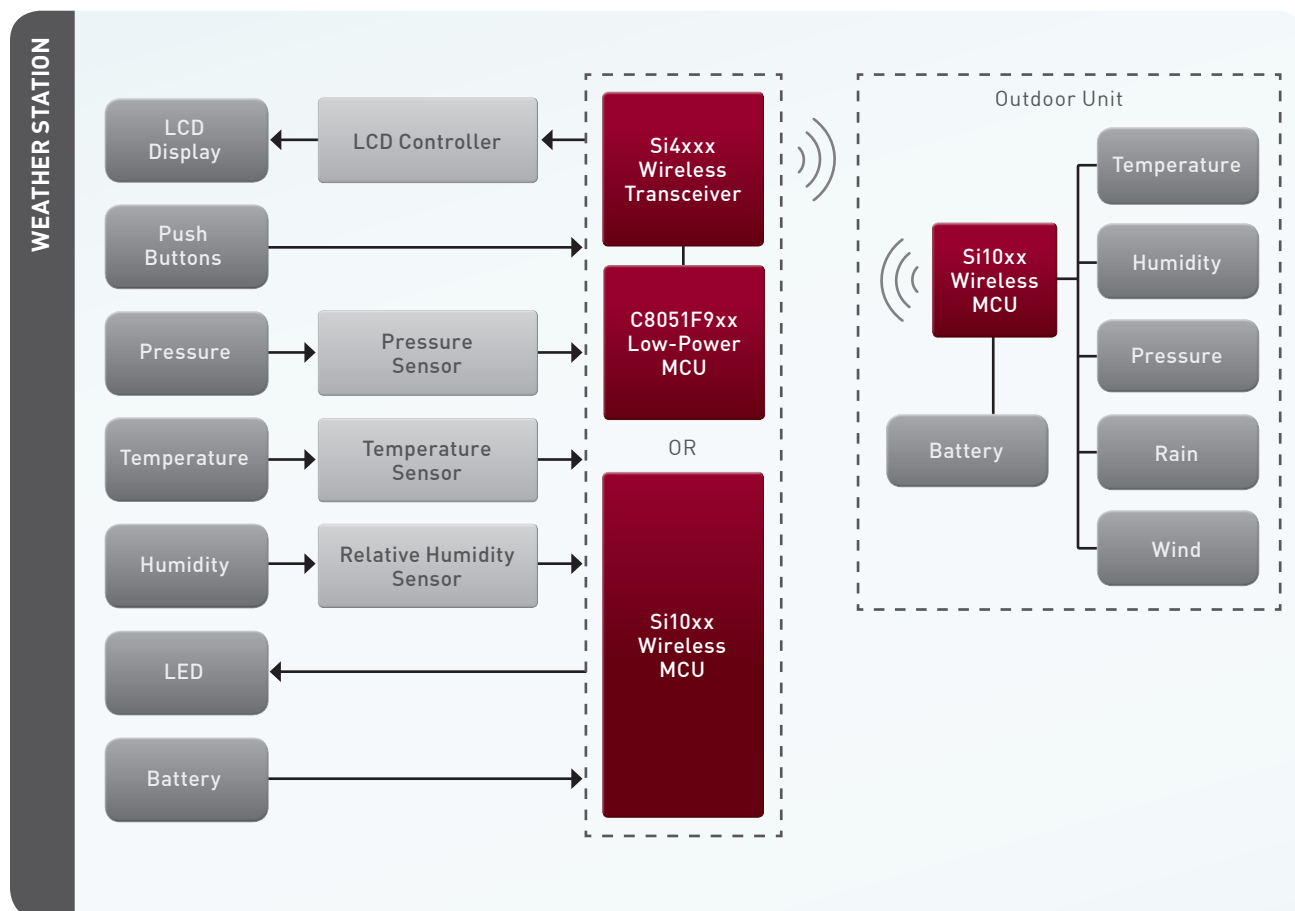 WEATHER STATION
LCD
Display
LCD Controller
Push
Buttons
Pressure
Pressure
Sensor
Temperature
Temperature
Sensor
Humidity
Relative Humidity
Sensor
LED
Battery
Si4xxx
Wireless
Transceiver
C8051F9xx
Low-Power
MCU
OR
Si10xx
Wireless
MCU
Outdoor Unit
Si10xx
Wireless
MCU
Battery
Temperature
Humidity
Pressure
Rain
Wind